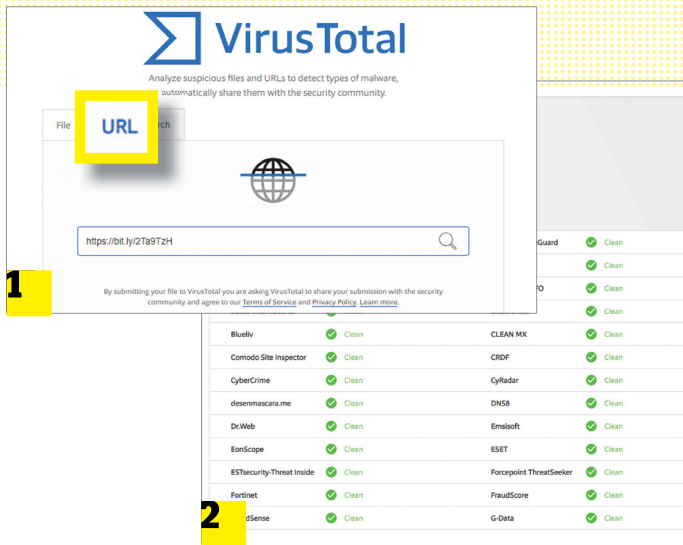 VirusTotal
Analyze suspicious files and URLs to detect types of malware,
automatically share them with the security community.
File URL
https://bit.ly/2Ta9TzH
By submitting your file to VirusTotal you are asking VirusTotal to share your submission with the security
community and agree to our Terms of Service and Privacy Policy. Learn more.
1
Guard Clean
Clean
Clean
Blueliv Clean CLEAN MX Clean
Comodo Site Inspector Clean CRDF Clean
CyberCrime Clean CyRadar Clean
desenmascara.me Clean DNS8 Clean
Dr.Web Clean Emsisoft Clean
EonScope Clean ESET Clean
ESTsecurity-Threat Inside Clean Forcepoint ThreatSeeker Clean
Fortinet Clean FraudScore Clean
dSense Clean G-Data Clean
2